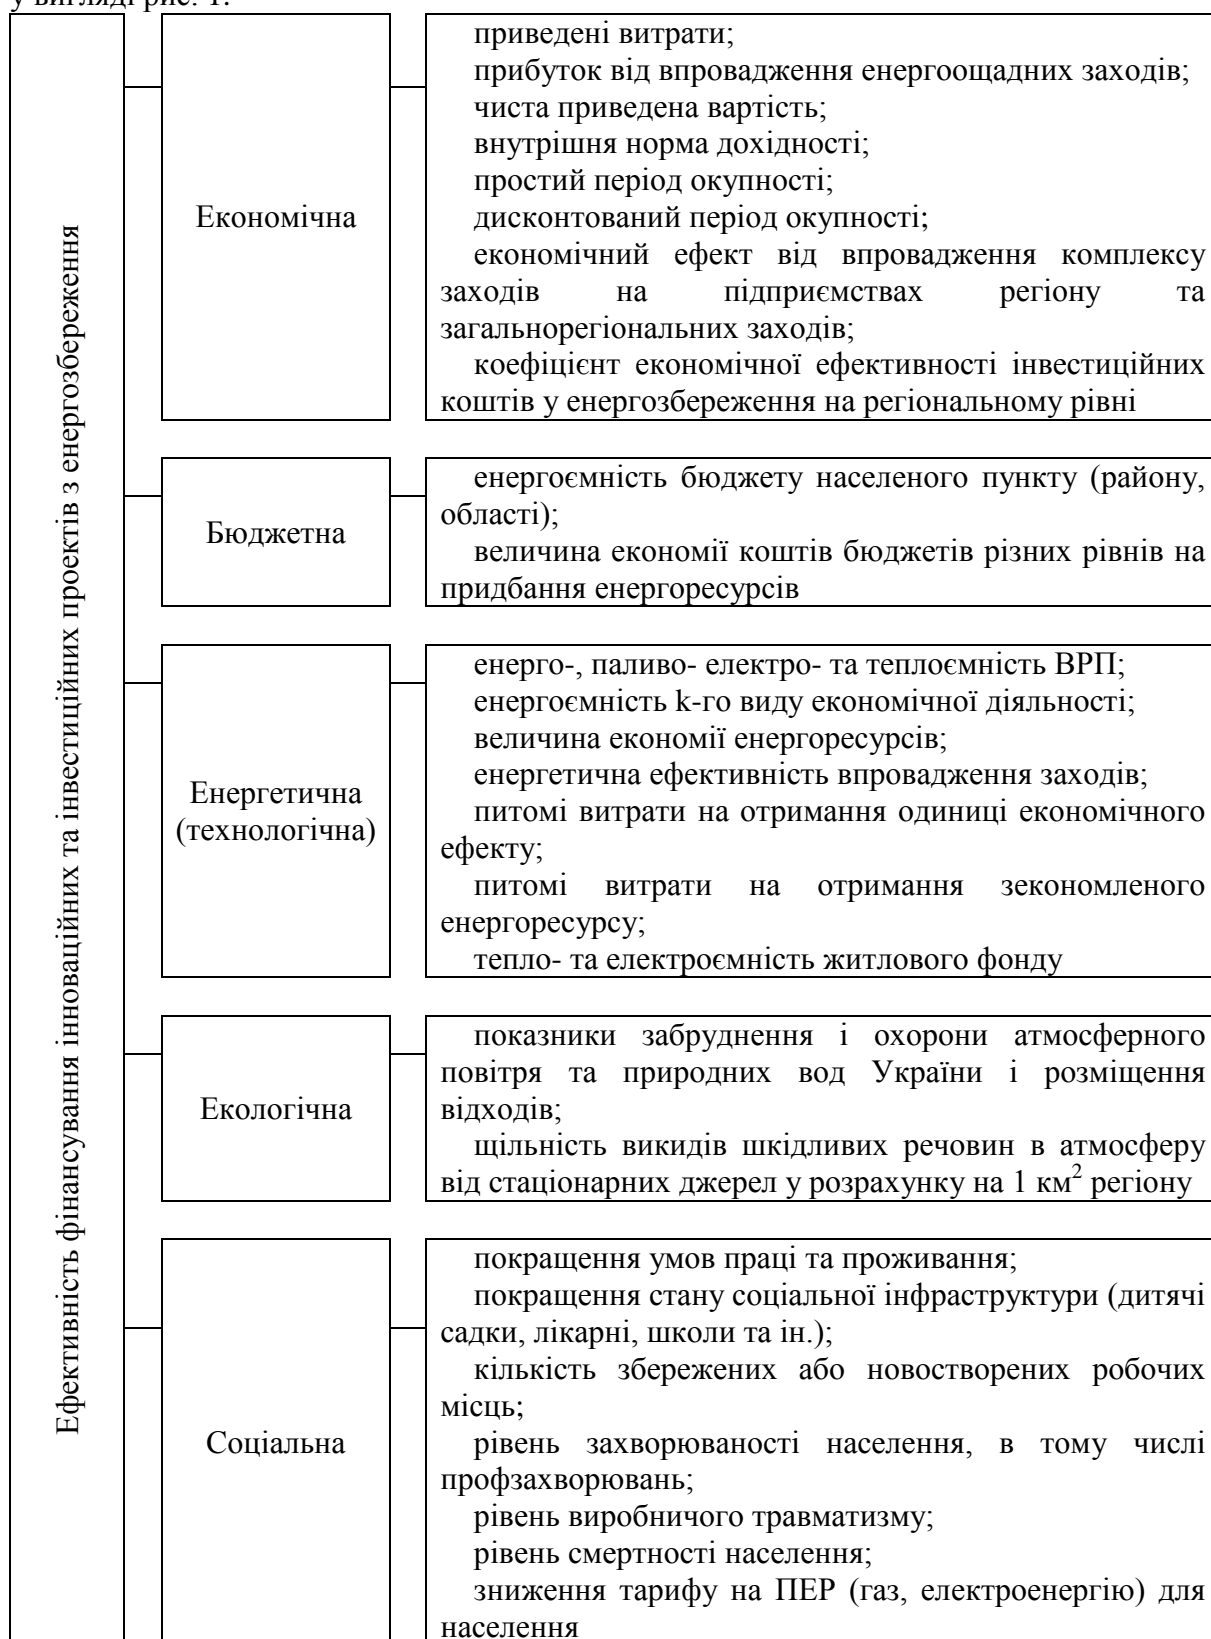 у вигляді рис. 1.
Ефективність фінансування інноваційних та інвестиційних проектів з енергозбереження
Економічна
приведені витрати;
прибуток від впровадження енергоощадних заходів;
чиста приведена вартість;
внутрішня норма дохідності;
простий період окупності;
дисконтований період окупності;
економічний ефект від впровадження комплексу
заходів на підприємствах регіону та
загальнорегіональних заходів;
коефіцієнт економічної ефективності інвестиційних
коштів у енергозбереження на регіональному рівні
Бюджетна
енергоємність бюджету населеного пункту (району,
області);
величина економії коштів бюджетів різних рівнів на
придбання енергоресурсів
Енергетична
(технологічна)
енерго-, паливо- електро- та теплоємність ВРП;
енергоємність k-го виду економічної діяльності;
величина економії енергоресурсів;
енергетична ефективність впровадження заходів;
питомі витрати на отримання одиниці економічного
ефекту;
питомі витрати на отримання зекономленого
енергоресурсу;
тепло- та електроємність житлового фонду
Екологічна
показники забруднення і охорони атмосферного
повітря та природних вод України і розміщення
відходів;
щільність викидів шкідливих речовин в атмосферу
від стаціонарних джерел у розрахунку на 1 км² регіону
Соціальна
покращення умов праці та проживання;
покращення стану соціальної інфраструктури (дитячі
садки, лікарні, школи та ін.);
кількість збережених або новостворених робочих
місць;
рівень захворюваності населення, в тому числі
профзахворювань;
рівень виробничого травматизму;
рівень смертності населення;
зниження тарифу на ПЕР (газ, електроенергію) для
населення